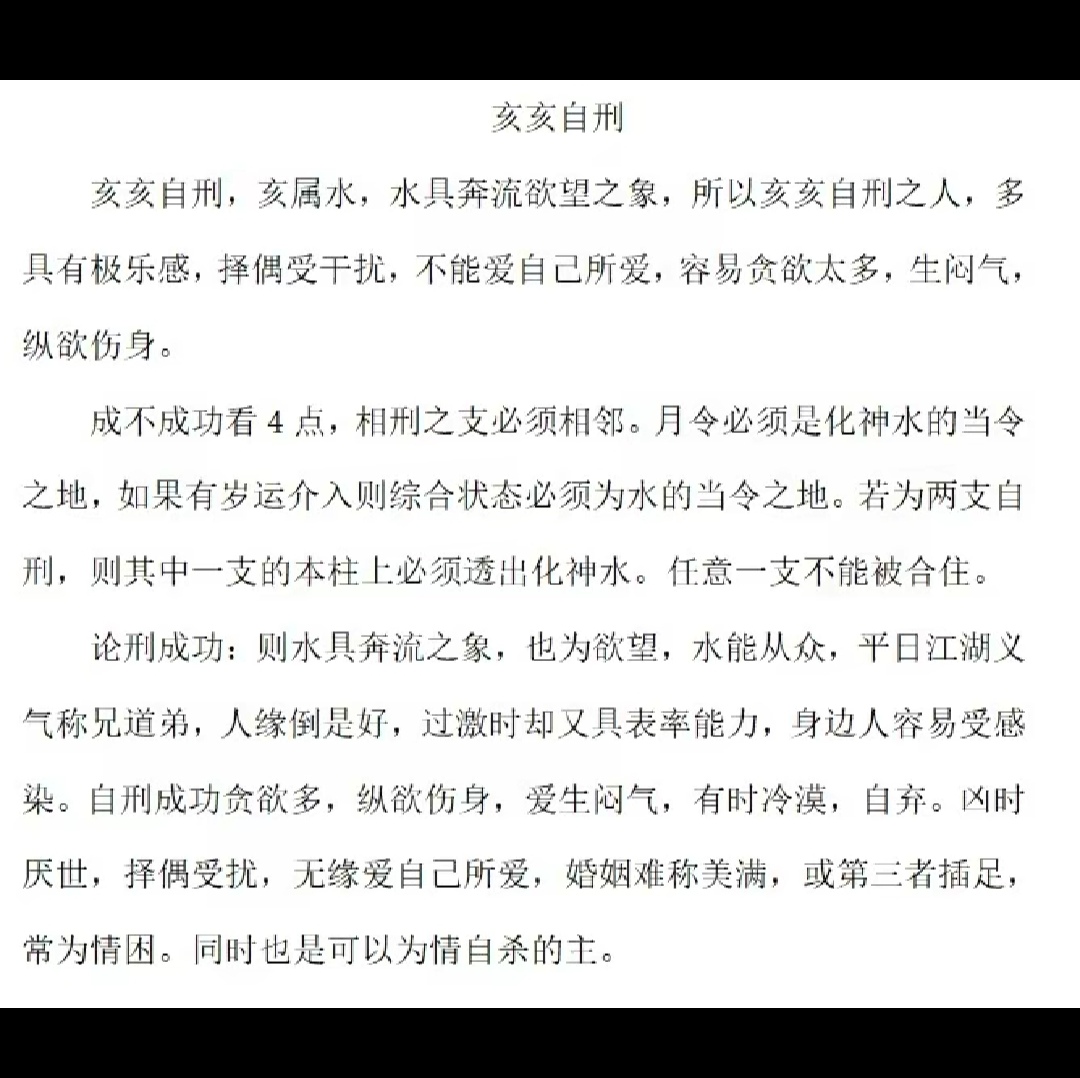 亥亥自刑
亥亥自刑，亥属水，水具奔流欲望之象，所以亥亥自刑之人，多
具有极乐感，择偶受干扰，不能爱自己所爱，容易贪欲太多，生闷气，
纵欲伤身。
成不成功看 4 点，相刑之支必须相邻。月令必须是化神水的当令
之地，如果有岁运介入则综合状态必须为水的当令之地。若为两支自
刑，则其中一支的本柱上必须透出化神水。任意一支不能被合住。
论刑成功：则水具奔流之象，也为欲望，水能从众，平日江湖义
气称兄道弟，人缘倒是好，过激时却又具表率能力，身边人容易受感
染。自刑成功贪欲多，纵欲伤身，爱生闷气，有时冷漠，自弃。凶时
厌世，择偶受扰，无缘爱自己所爱，婚姻难称美满，或第三者插足，
常为情困。同时也是可以为情自杀的主。